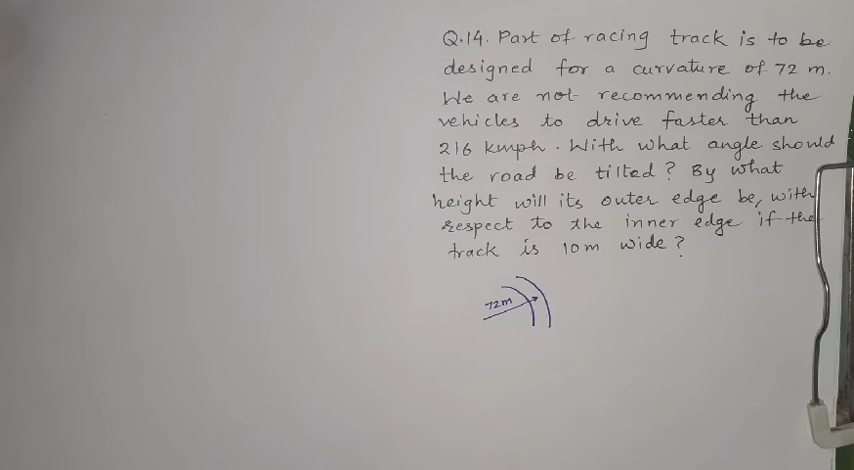 Q.14. Part of racing track is to be
designed for a curvature of 72 m.
We are not recommending the
vehicles to drive faster than
216 kmph. With what angle should
the road be tilted? By what
height will its outer edge be, with
respect to the inner edge if the
track is 10m wide?
72m